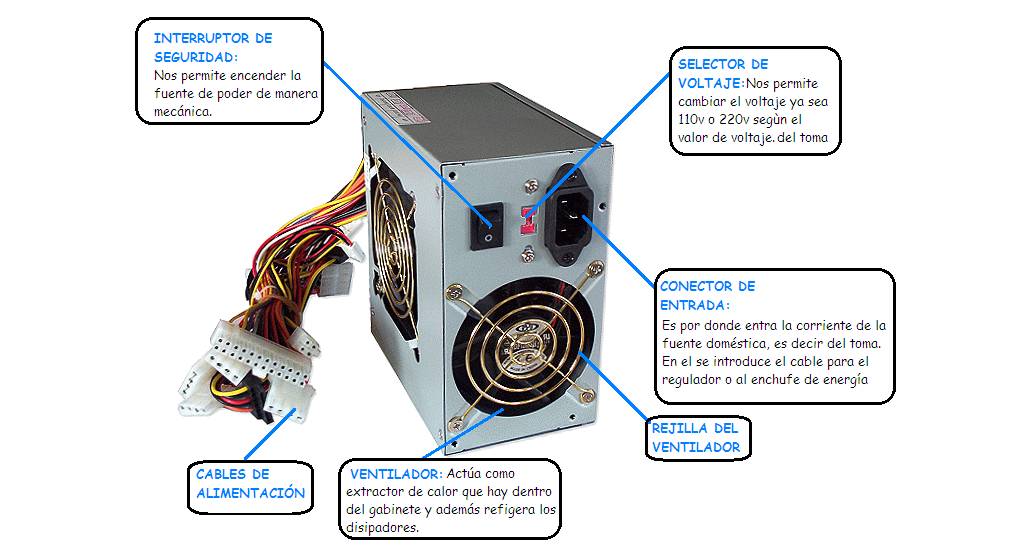 INTERRUPTOR DE
SEGURIDAD:
Nos permite encender la
fuente de poder de manera
mecánica.
SELECTOR DE
VOLTAJE:Nos permite
cambiar el voltaje ya sea
110v o 220v segùn el
valor de voltaje.del toma
CONECTOR DE
ENTRADA:
Es por donde entra la corriente de la
fuente doméstica, es decir del toma.
En el se introduce el cable para el
regulador o al enchufe de energía
REJILLA DEL
VENTILADOR
CABLES DE
ALIMENTACIÓN
VENTILADOR: Actúa como
extractor de calor que hay dentro
del gabinete y además refigera los
disipadores.